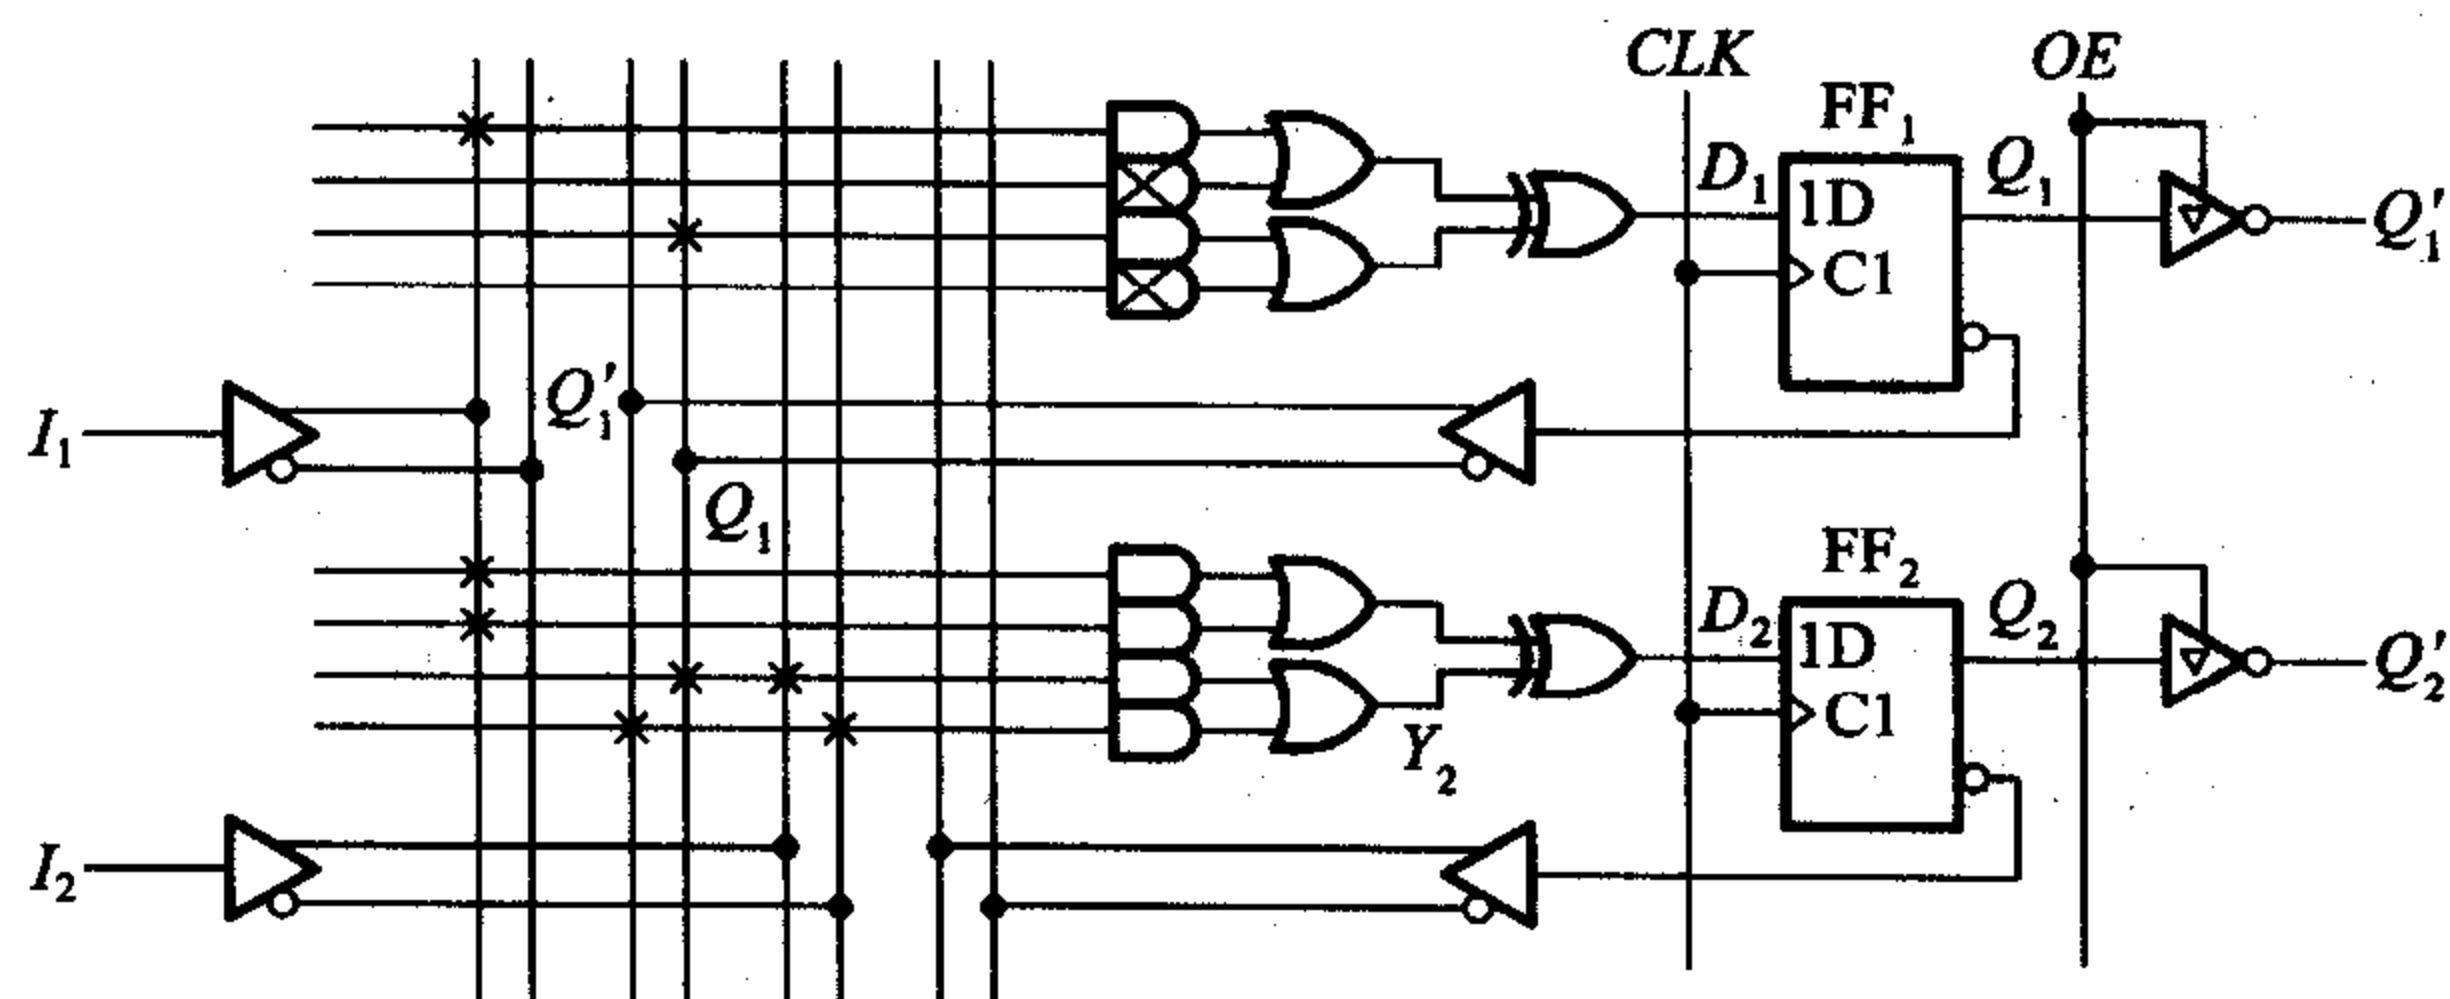 CLK
OE
FF₁
D₁
1D
C1
Q₁
Q₁′
Q₁′
I₁
Q₁
FF₂
D₂
1D
C1
Q₂
Q₂′
Y₂
I₂